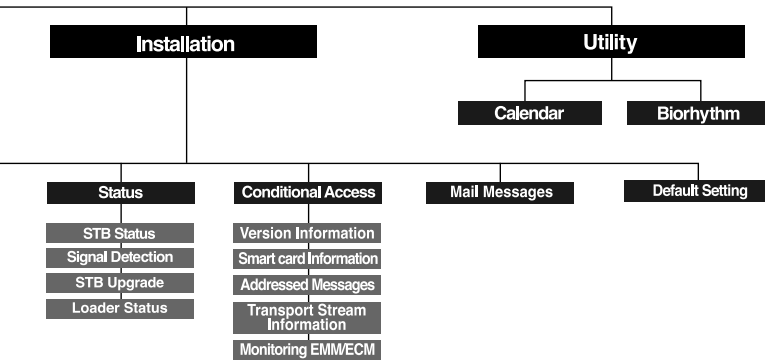 Installation
Utility
Calendar
Biorhythm
Status
Conditional Access
Mail Messages
Default Setting
STB Status
Signal Detection
STB Upgrade
Loader Status
Version Information
Smart card Information
Addressed Messages
Transport Stream
Information
Monitoring EMM/ECM